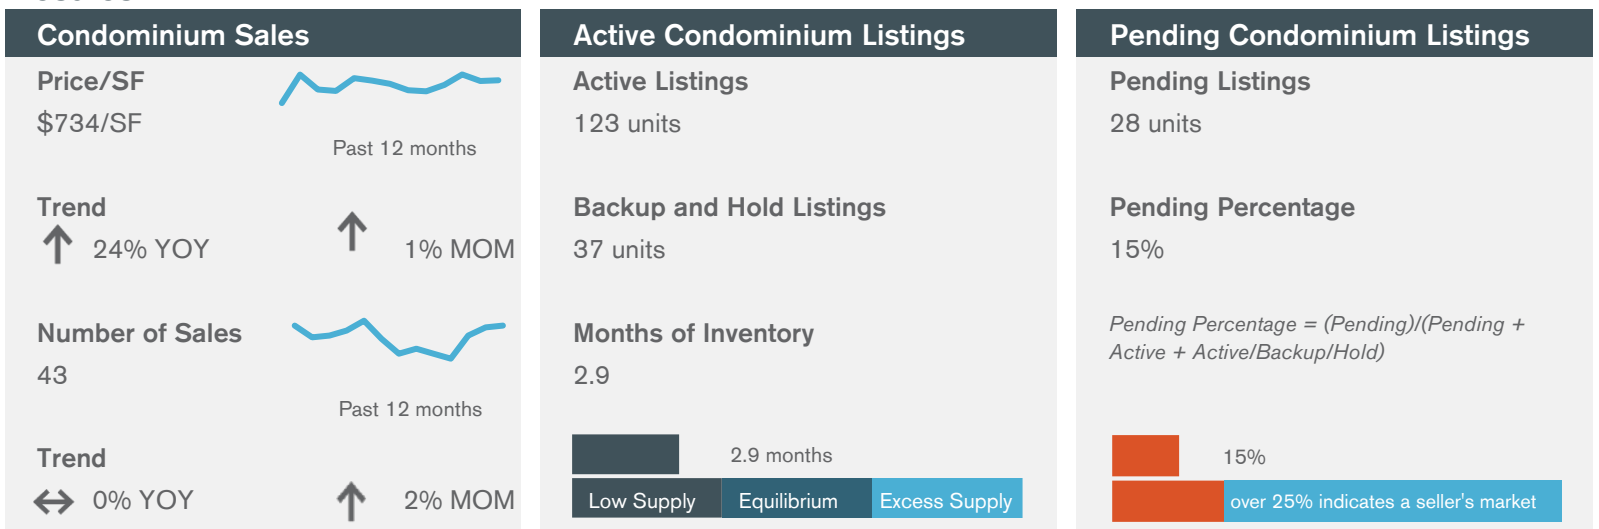 Condominium Sales
Price/SF
$734/SF
Past 12 months
Trend
24% YOY
1% MOM
Number of Sales
43
Past 12 months
Trend
0% YOY
2% MOM
Active Condominium Listings
Active Listings
123 units
Backup and Hold Listings
37 units
Months of Inventory
2.9
2.9 months
Low Supply
Equilibrium
Excess Supply
Pending Condominium Listings
Pending Listings
28 units
Pending Percentage
15%
Pending Percentage = (Pending)/(Pending +
Active + Active/Backup/Hold)
15%
over 25% indicates a seller's market